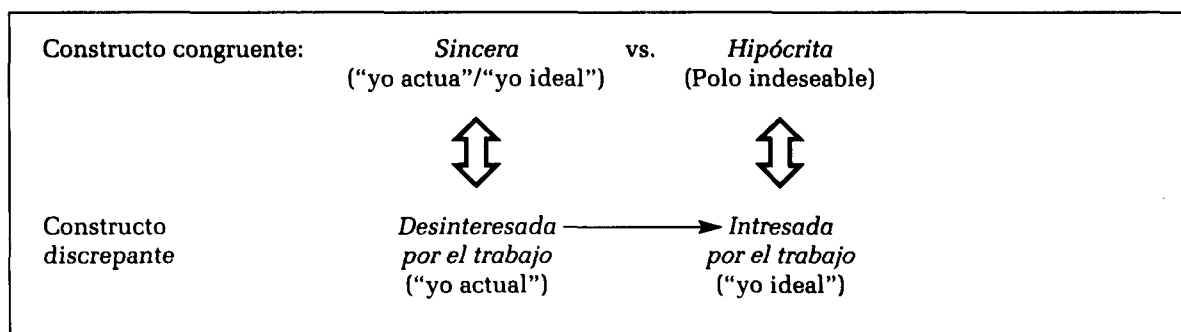 Constructo congruente: Sincera vs. Hipócrita
("yo actua"/"yo ideal") (Polo indeseable)
Constructo Desinteresada Intresada
discrepante por el trabajo por el trabajo
("yo actual") ("yo ideal")